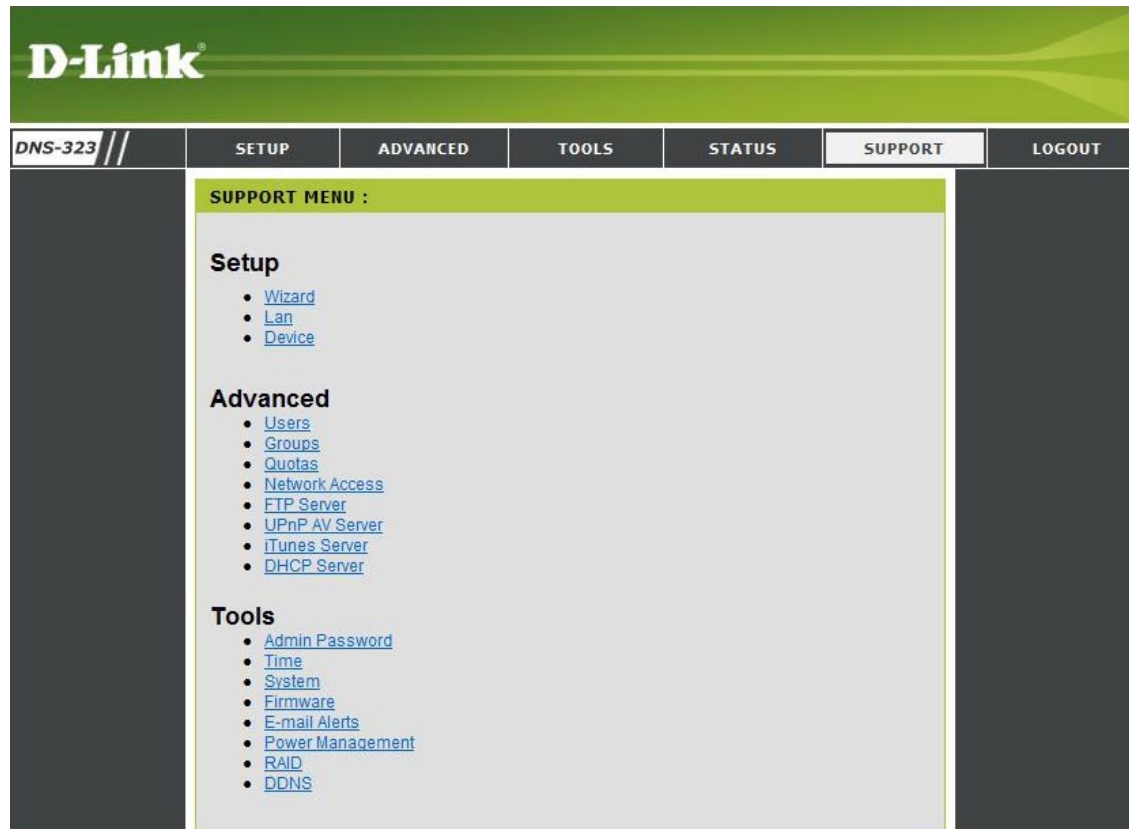 D-Link®
DNS-323 SETUP ADVANCED TOOLS STATUS SUPPORT LOGOUT
SUPPORT MENU :
Setup
Wizard
Lan
Device
Advanced
Users
Groups
Quotas
Network Access
FTP Server
UPnP AV Server
iTunes Server
DHCP Server
Tools
Admin Password
Time
System
Firmware
E-mail Alerts
Power Management
RAID
DDNS